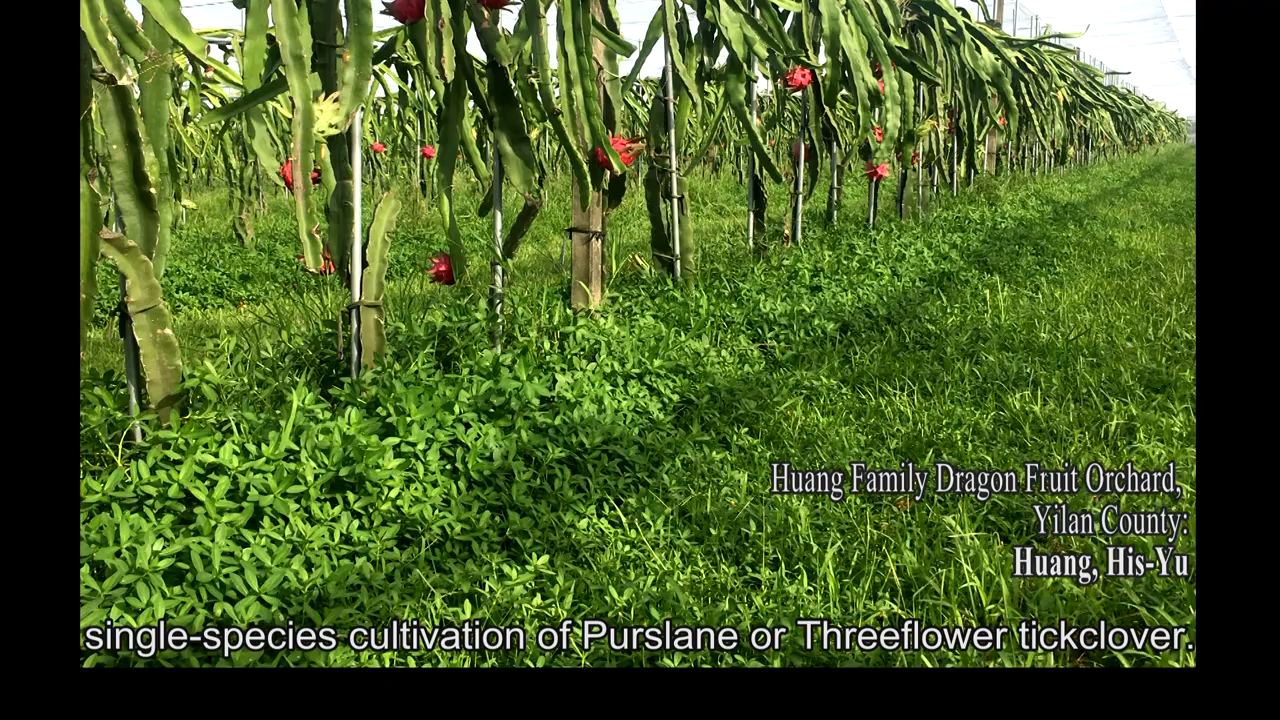 Huang Family Dragon Fruit Orchard,
Yilan County:
Huang, His-Yu
single-species cultivation of Purslane or Threeflower tickclover.